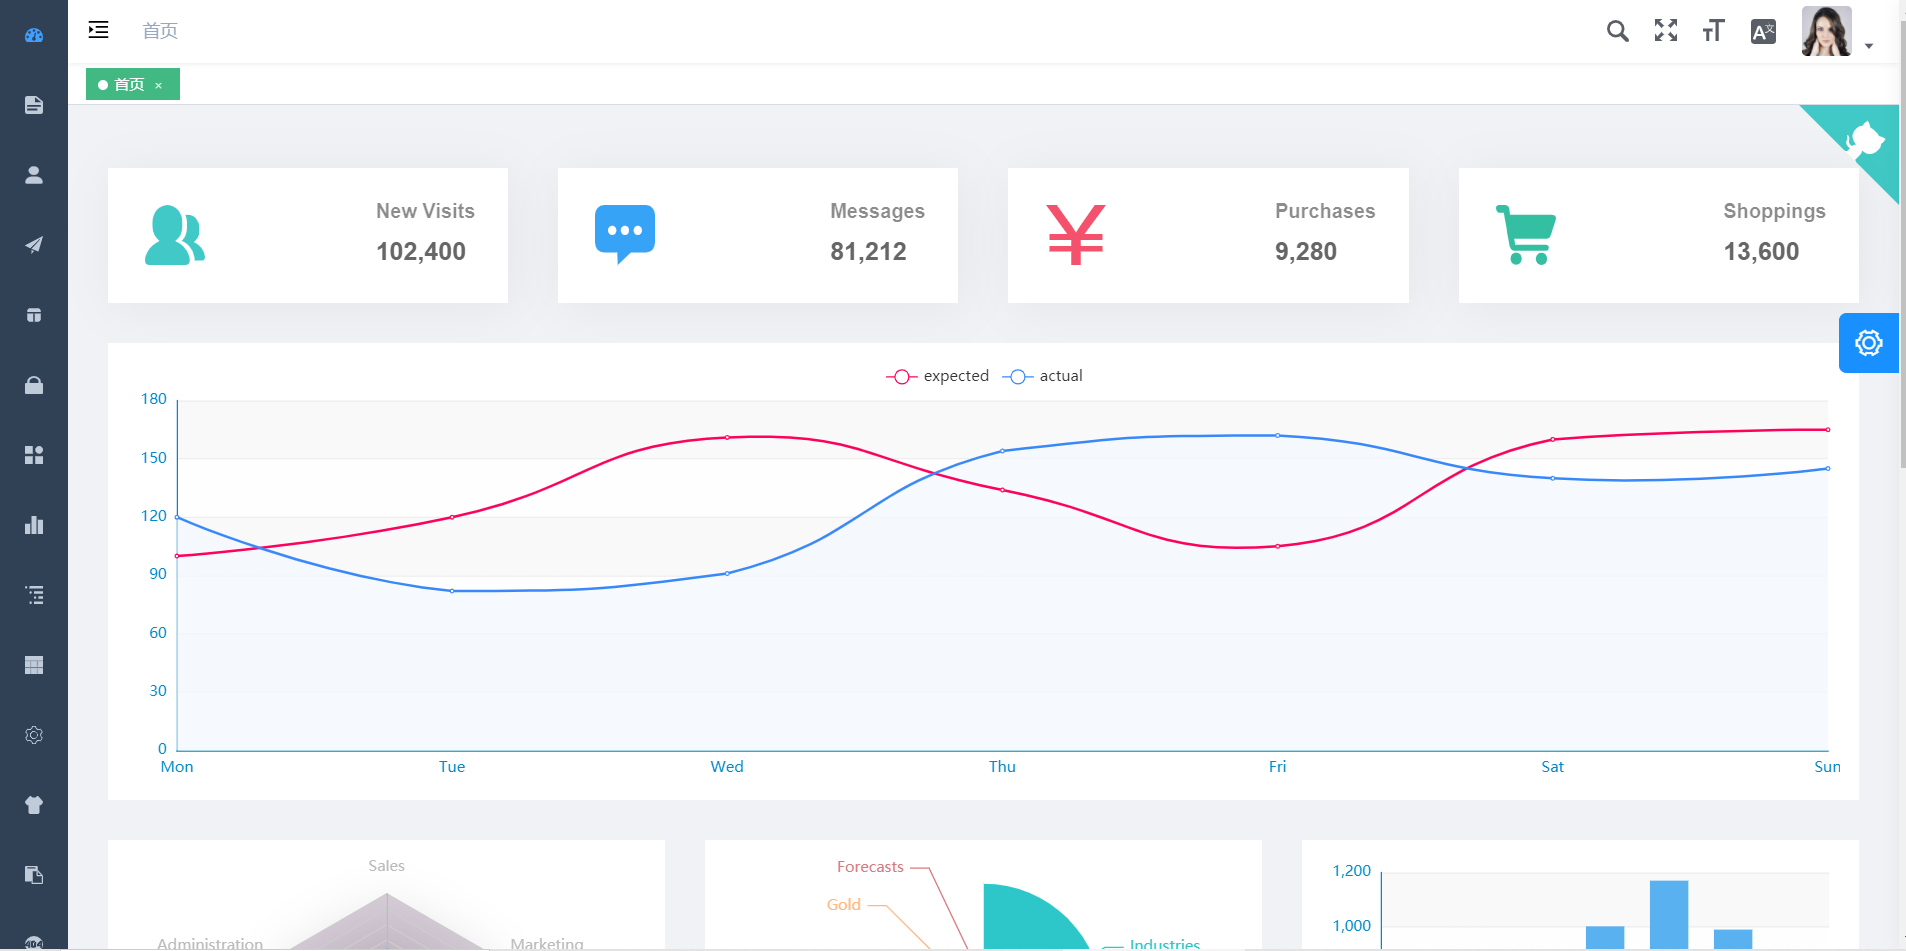 首页
首页 ×
New Visits
102,400
Messages
81,212
Purchases
9,280
Shoppings
13,600
expected actual
180
150
120
90
60
30
0
Mon Tue Wed Thu Fri Sat Sun
Sales
Administration Marketing
Forecasts
Gold
Industries
1,200
1,000
404